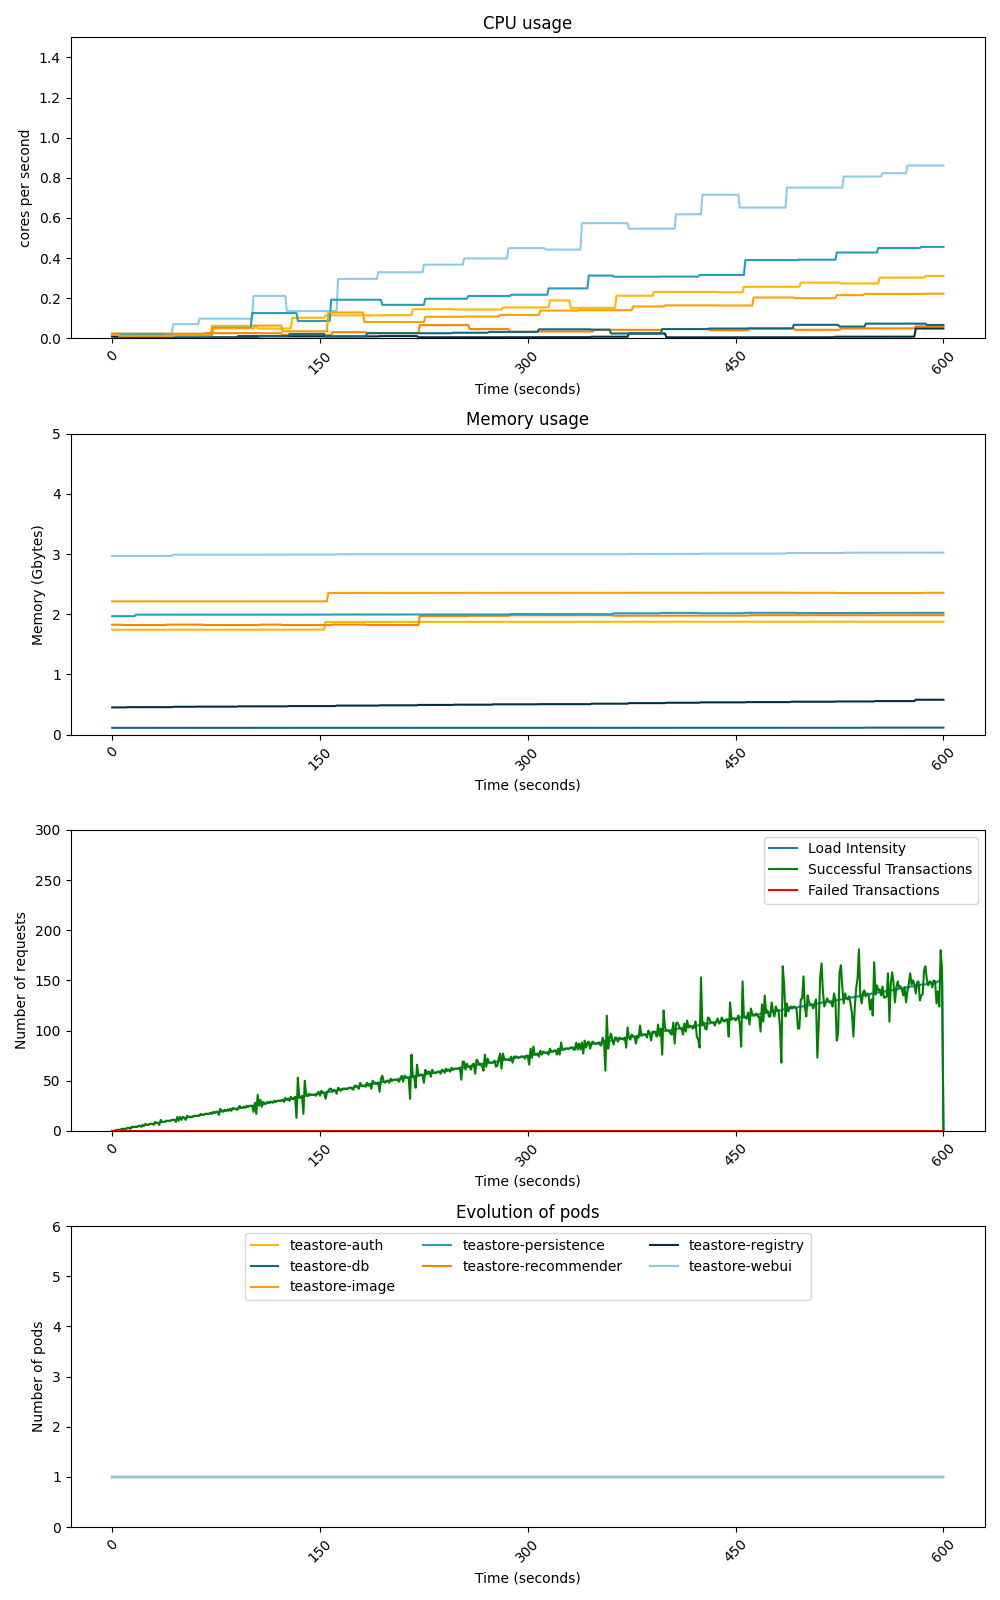 CPU usage
1.4
1.2
1.0
0.8
0.6
0.4
0.2
0.0
cores per second
0 150 300 450 600
Time (seconds)
Memory usage
5
4
3
2
1
0
Memory (Gbytes)
0 150 300 450 600
Time (seconds)
300
250
200
150
100
50
0
Number of requests
Load Intensity
Successful Transactions
Failed Transactions
0 150 300 450 600
Time (seconds)
Evolution of pods
6
5
4
3
2
1
0
Number of pods
teastore-auth teastore-persistence teastore-registry
teastore-db teastore-recommender teastore-webui
teastore-image
0 150 300 450 600
Time (seconds)